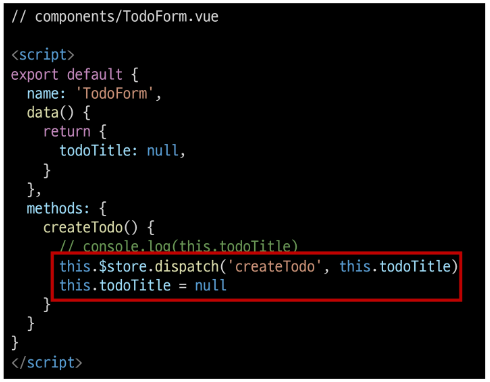 // components/TodoForm.vue

<script>
export default {
  name: 'TodoForm',
  data() {
    return {
      todoTitle: null,
    }
  },
  methods: {
    createTodo() {
      // console.log(this.todoTitle)
      this.$store.dispatch('createTodo', this.todoTitle)
      this.todoTitle = null
    }
  }
}
</script>